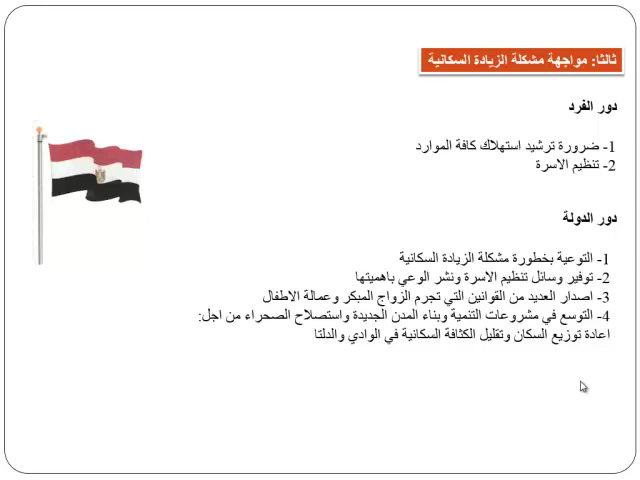 ثالثا: مواجهة مشكلة الزيادة السكانية
دور الفرد
1- ضرورة ترشيد استهلاك كافة الموارد
2- تنظيم الاسرة
دور الدولة
1- التوعية بخطورة مشكلة الزيادة السكانية
2- توفير وسائل تنظيم الاسرة ونشر الوعي باهميتها
3- اصدار العديد من القوانين التي تجرم الزواج المبكر وعمالة الاطفال
4- التوسع في مشروعات التنمية وبناء المدن الجديدة واستصلاح الصحراء من اجل:
اعادة توزيع السكان وتقليل الكثافة السكانية في الوادي والدلتا